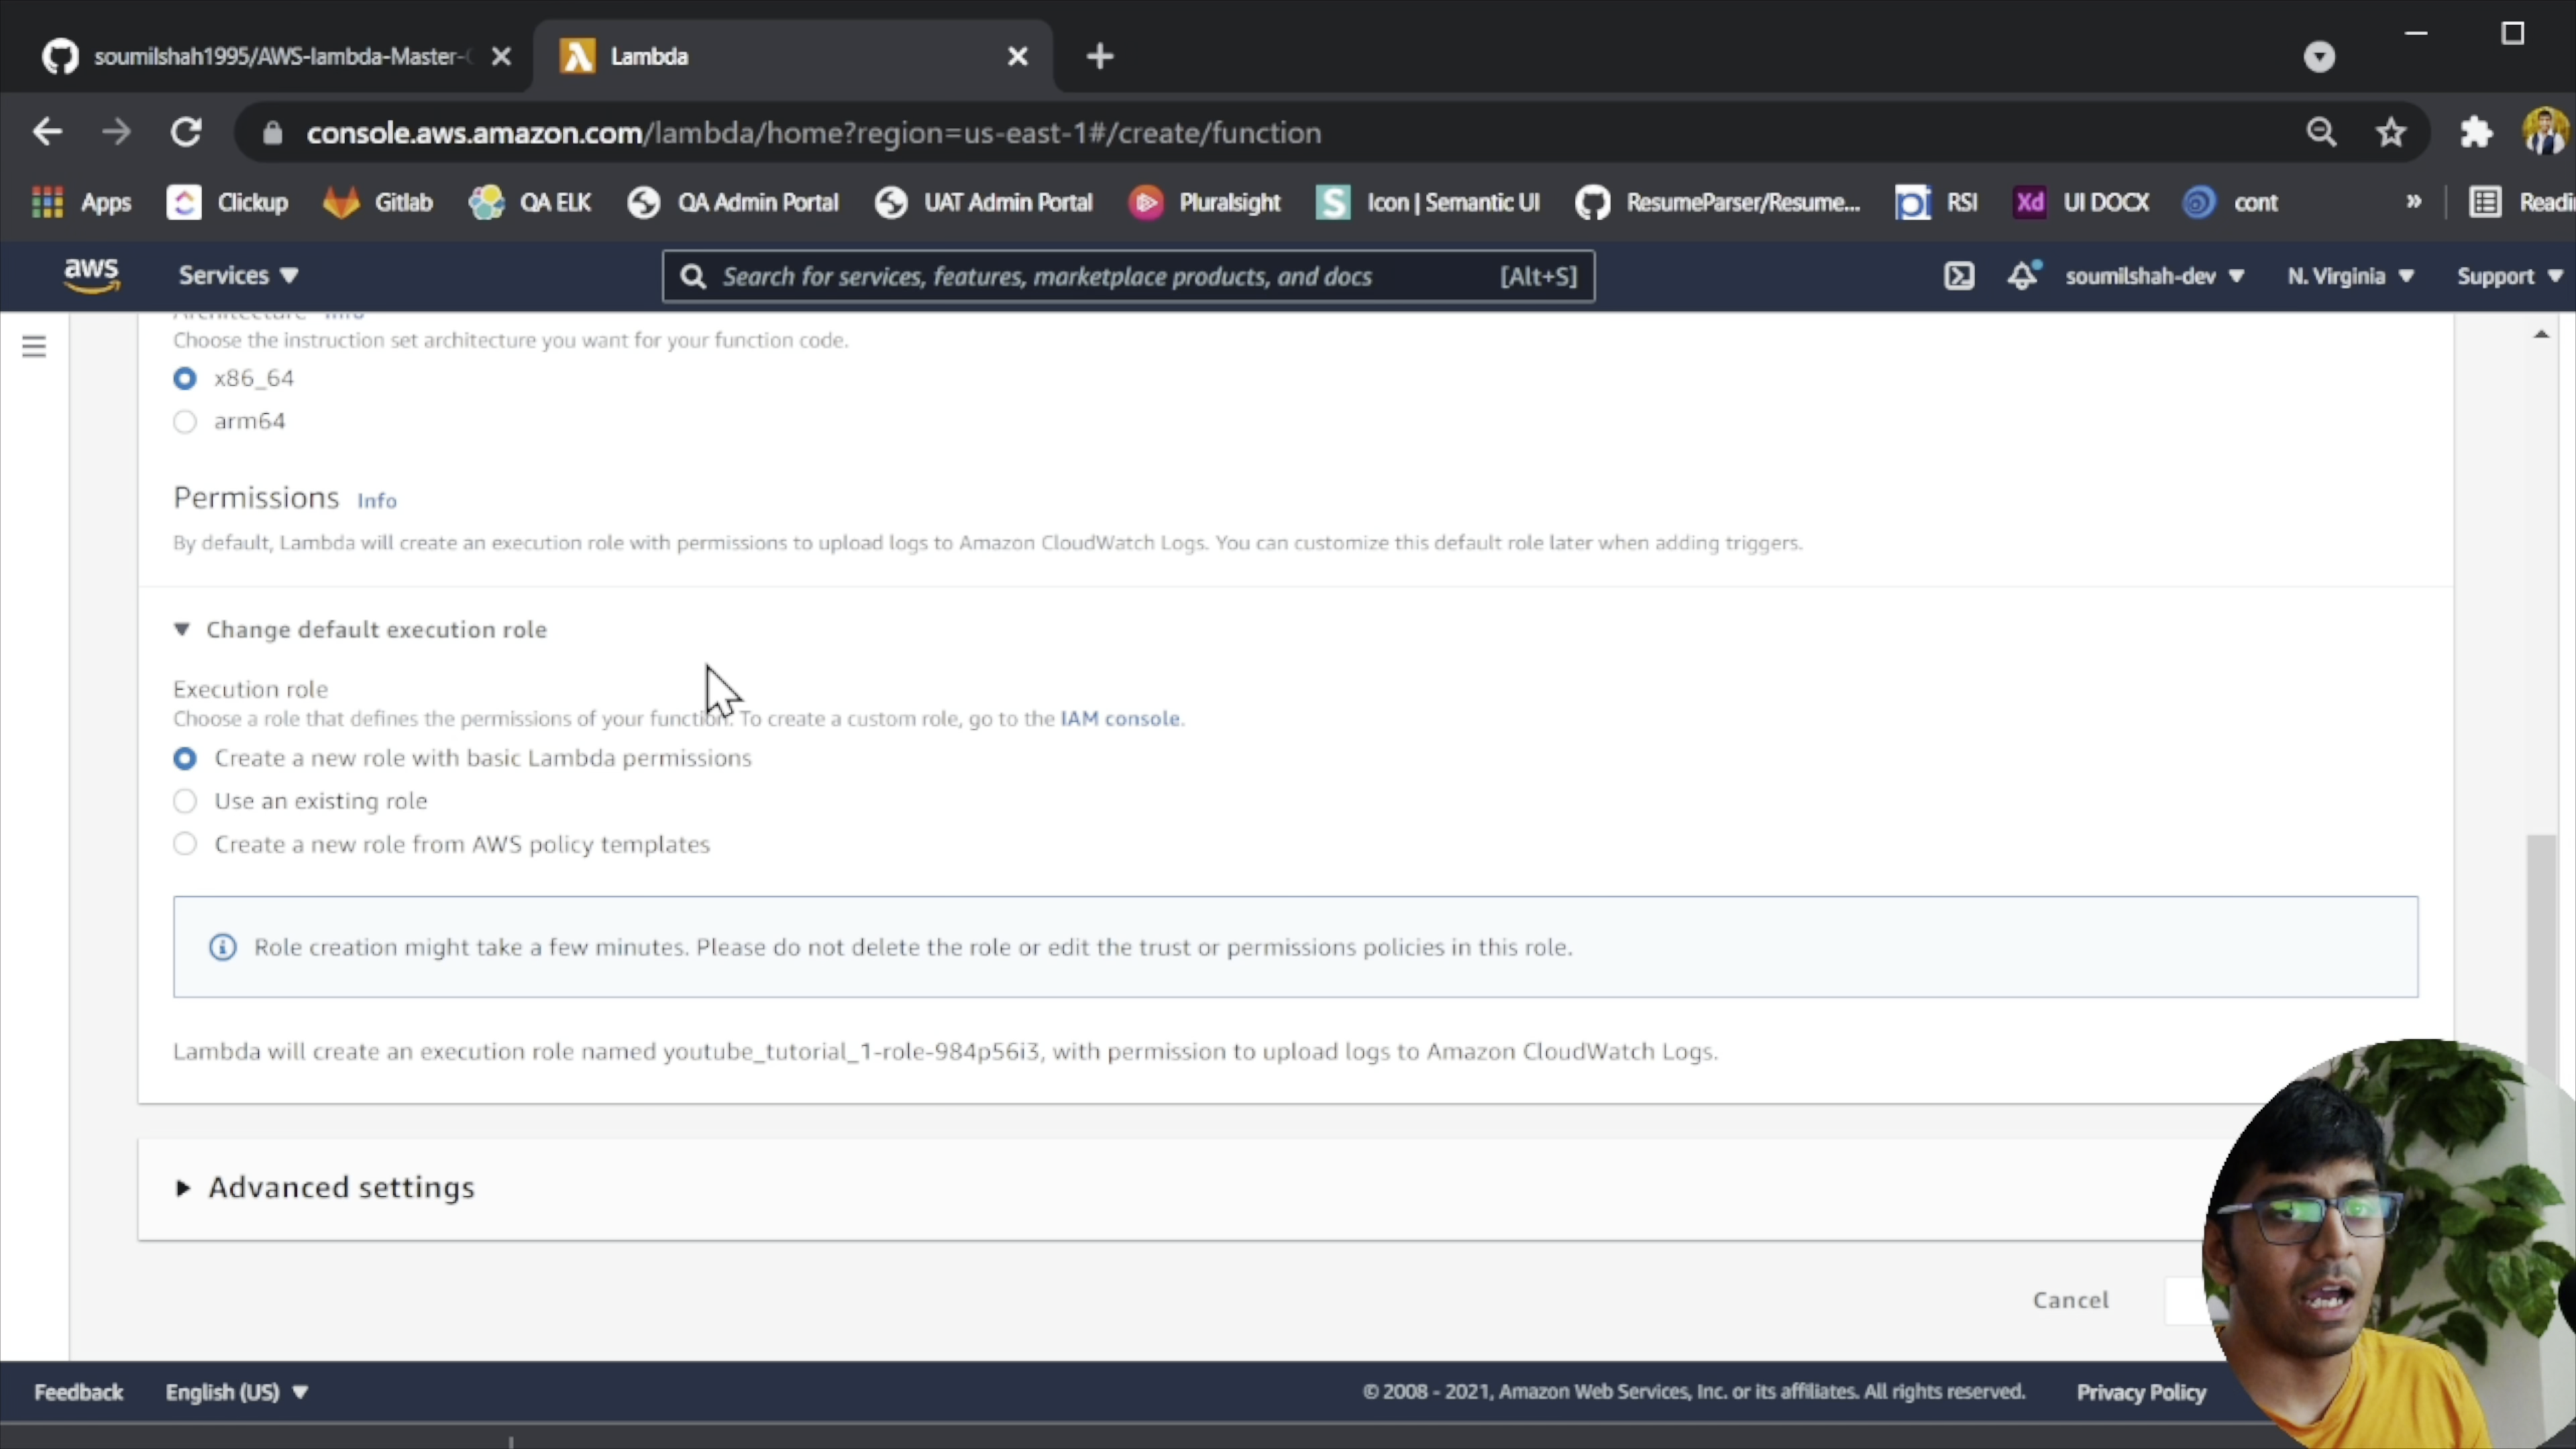 soumilshah1995/AWS-lambda-Master-
Lambda
console.aws.amazon.com/lambda/home?region=us-east-1#/create/function
Apps
Clickup
Gitlab
QA ELK
QA Admin Portal
UAT Admin Portal
Pluralsight
Icon | Semantic UI
ResumeParser/Resume...
RSI
Xd
UI DOCX
cont
»
aws
Services
Search for services, features, marketplace products, and docs
[Alt+S]
soumilshah-dev
N. Virginia
Support
Architecture Info
Choose the instruction set architecture you want for your function code.
x86_64
arm64
Permissions Info
By default, Lambda will create an execution role with permissions to upload logs to Amazon CloudWatch Logs. You can customize this default role later when adding triggers.
Change default execution role
Execution role
Choose a role that defines the permissions of your function. To create a custom role, go to the IAM console.
Create a new role with basic Lambda permissions
Use an existing role
Create a new role from AWS policy templates
Role creation might take a few minutes. Please do not delete the role or edit the trust or permissions policies in this role.
Lambda will create an execution role named youtube_tutorial_1-role-984p56i3, with permission to upload logs to Amazon CloudWatch Logs.
Advanced settings
Cancel
Feedback
English (US)
© 2008 - 2021, Amazon Web Services, Inc. or its affiliates. All rights reserved.
Privacy Policy